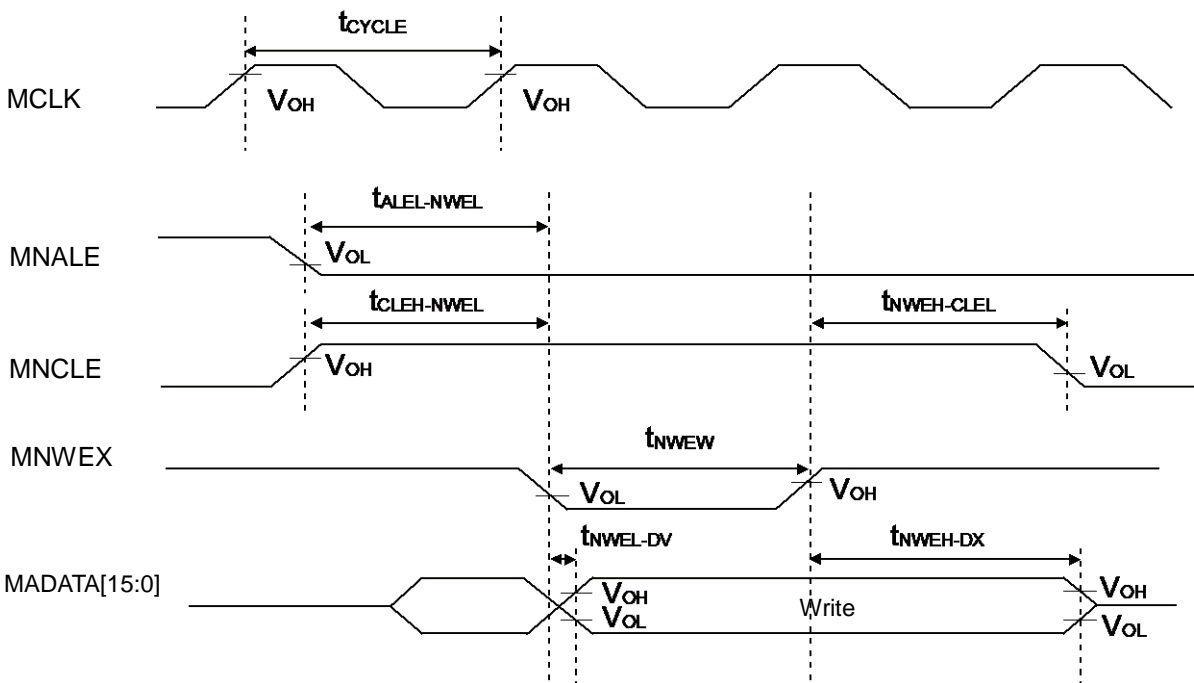 tCYCLE
MCLK
VOH VOH
tALEL-NWEL
MNALE
VOL
tCLEH-NWEL tNWEH-CLEL
MNCLE
VOH VOL
tNWEW
MNWEX
VOL VOH
tNWEL-DV tNWEH-DX
MADATA[15:0]
VOH Write VOH
VOL VOL